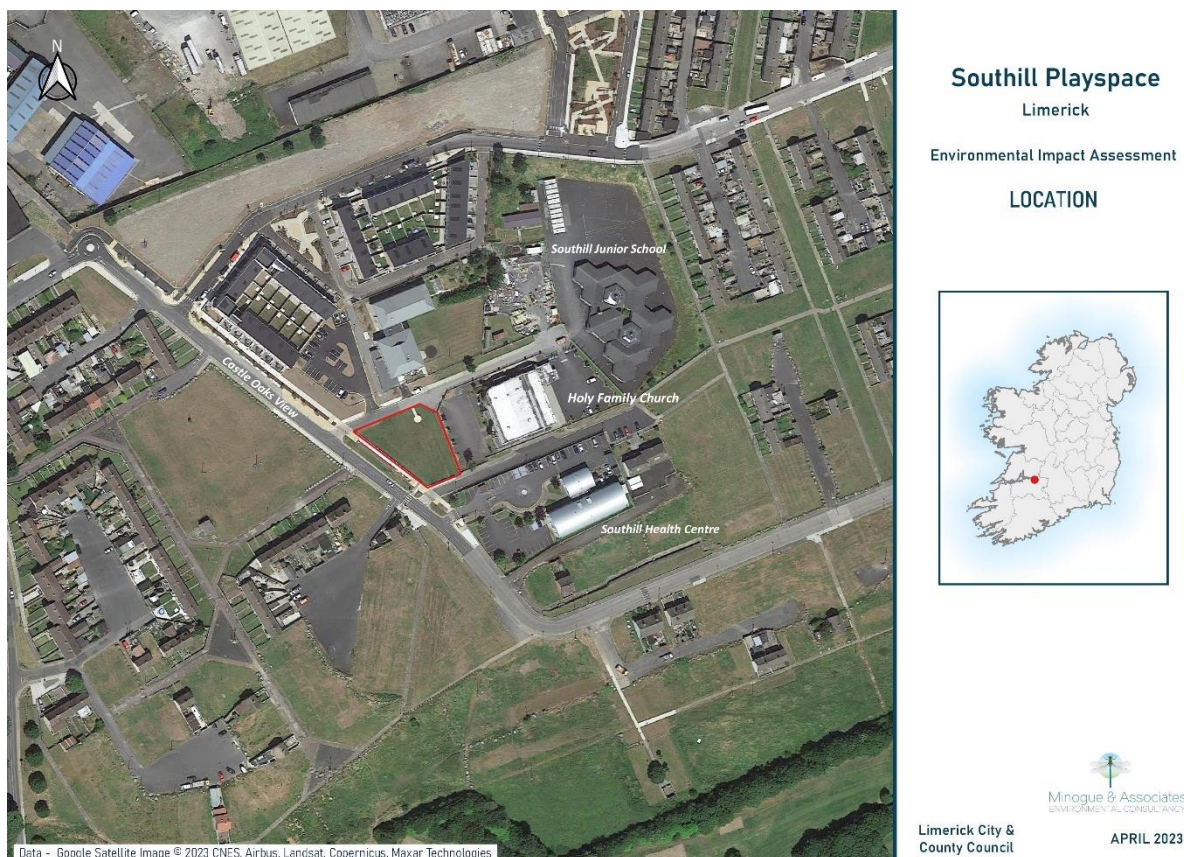 N
Southill Junior School
Castle Oaks View
Holy Family Church
Southill Health Centre
Data - Google Satellite Image © 2023 CNES, Airbus, Landsat, Copernicus, Maxar Technologies
Southill Playspace
Limerick
Environmental Impact Assessment
LOCATION
Minogue & Associates
ENVIRONMENTAL CONSULTANCY
Limerick City &
County Council
APRIL 2023